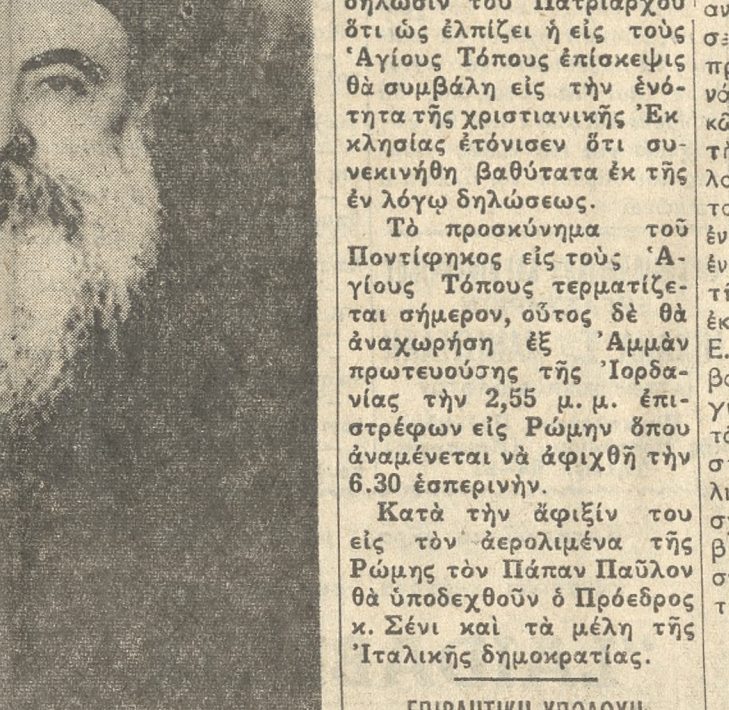 δήλωσιν τοῦ Πατριάρχου
ὅτι ὡς ἐλπίζει ἡ εἰς τοὺς
Ἁγίους Τόπους ἐπίσκεψις
θὰ συμβάλη εἰς τὴν ἑνό-
τητα τῆς χριστιανικῆς Ἐκ
κλησίας ἐτόνισεν ὅτι συ-
νεκινήθη βαθύτατα ἐκ τῆς
ἐν λόγῳ δηλώσεως.
Τὸ προσκύνημα τοῦ
Ποντίφηκος εἰς τοὺς Ἁ-
γίους Τόπους τερματίζε-
ται σήμερον, οὗτος δὲ θὰ
ἀναχωρήση ἐξ Ἀμμὰν
πρωτευούσης τῆς Ἰορδα-
νίας τὴν 2,55 μ. μ. ἐπι-
στρέφων εἰς Ρώμην ὅπου
ἀναμένεται νὰ ἀφιχθῆ τὴν
6.30 ἑσπερινήν.
Κατὰ τὴν ἄφιξίν του
εἰς τὸν ἀερολιμένα τῆς
Ρώμης τὸν Πάπαν Παῦλον
θὰ ὑποδεχθοῦν ὁ Πρόεδρος
κ. Σένι καὶ τὰ μέλη τῆς
Ἰταλικῆς δημοκρατίας.